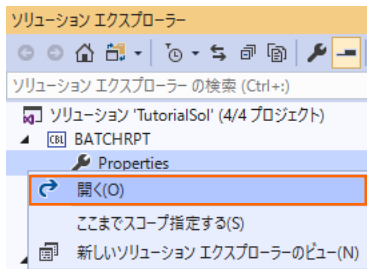 ソリューション エクスプローラー
ソリューション エクスプローラー の検索 (Ctrl+:)
ソリューション 'TutorialSol' (4/4 プロジェクト)
CBL BATCHRPT
Properties
開く(O)
ここまでスコープ指定する(S)
新しいソリューション エクスプローラーのビュー(N)